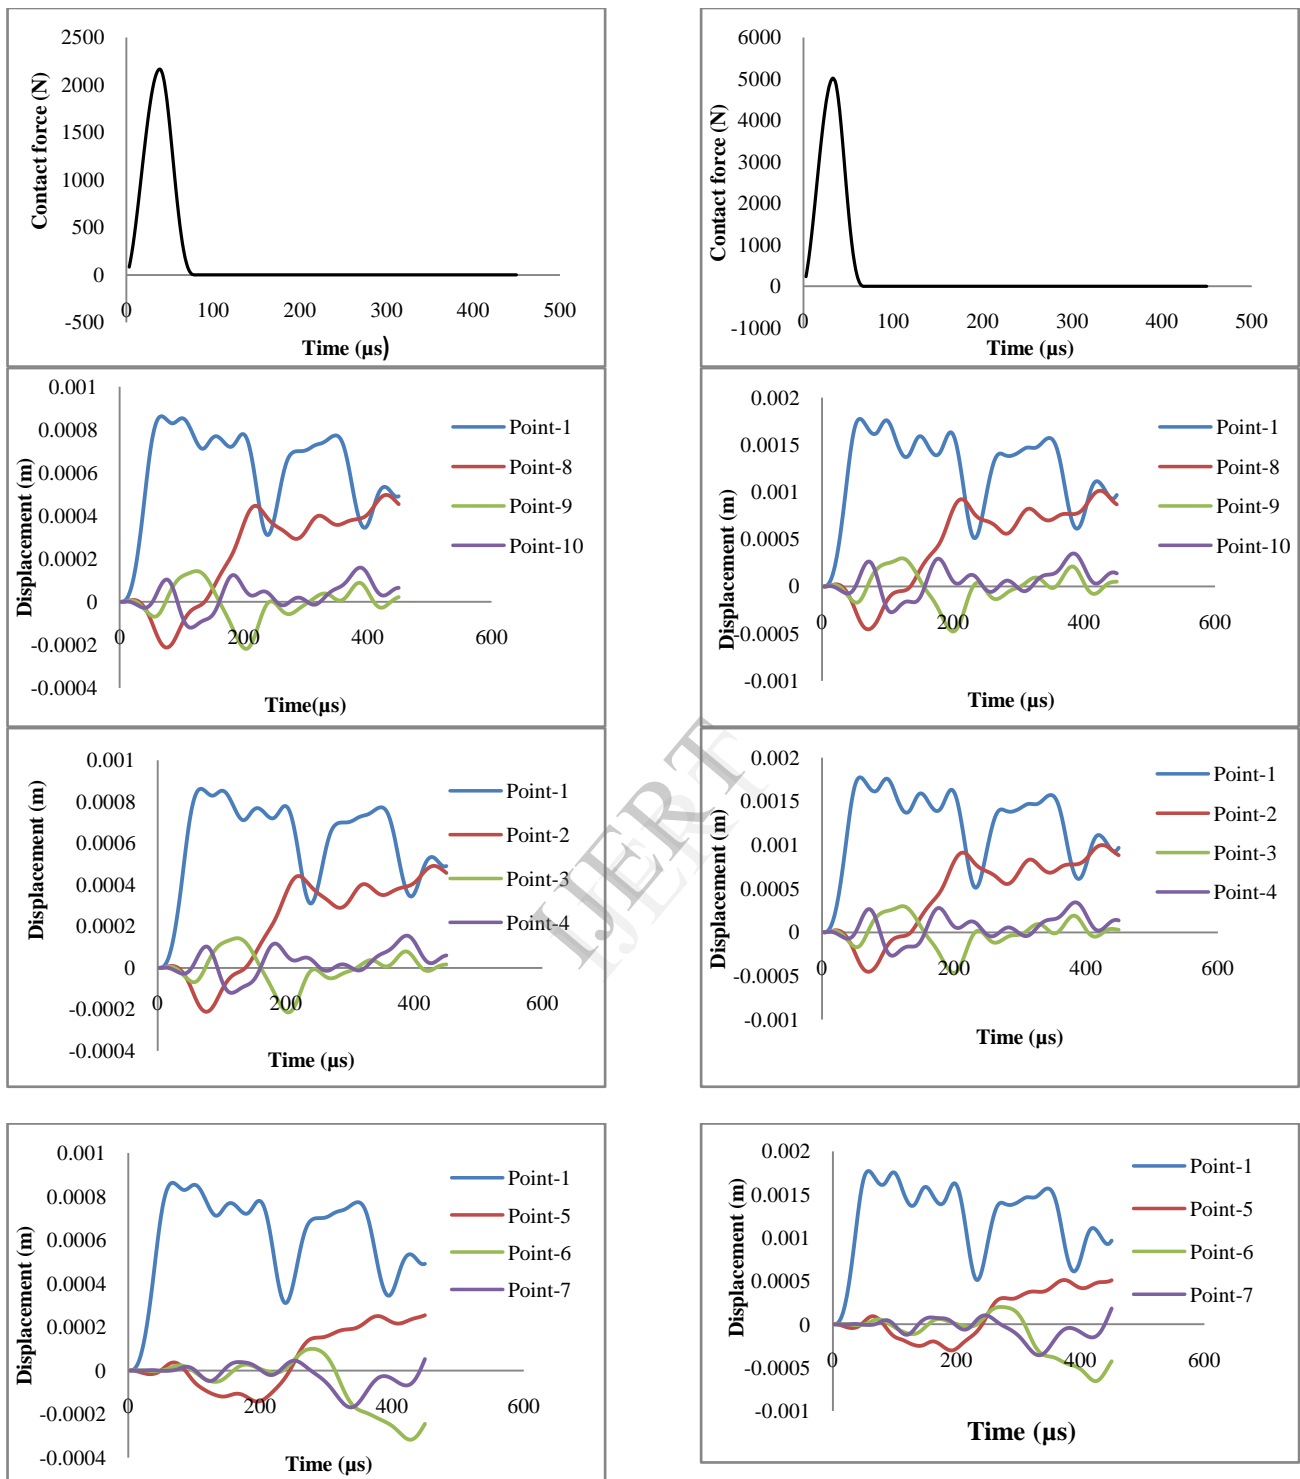 2500
2000
1500
1000
500
0
-500
0 100 200 300 400 500
Contact force (N)
Time (µs)
6000
5000
4000
3000
2000
1000
0
-1000
0 100 200 300 400 500
Contact force (N)
Time (µs)
0.001
0.0008
0.0006
0.0004
0.0002
0
-0.0002
-0.0004
0 200 400 600
Displacement (m)
Time(µs)
Point-1
Point-8
Point-9
Point-10
0.002
0.0015
0.001
0.0005
0
-0.0005
-0.001
0 200 400 600
Displacement (m)
Time (µs)
Point-1
Point-8
Point-9
Point-10
0.001
0.0008
0.0006
0.0004
0.0002
0
-0.0002
-0.0004
0 200 400 600
Displacement (m)
Time (µs)
Point-1
Point-2
Point-3
Point-4
0.002
0.0015
0.001
0.0005
0
-0.0005
-0.001
0 200 400 600
Displacement (m)
Time (µs)
Point-1
Point-2
Point-3
Point-4
IJERT
0.001
0.0008
0.0006
0.0004
0.0002
0
-0.0002
-0.0004
0 200 400 600
Displacement (m)
Time (µs)
Point-1
Point-5
Point-6
Point-7
0.002
0.0015
0.001
0.0005
0
-0.0005
-0.001
0 200 400 600
Displacement (m)
Time (µs)
Point-1
Point-5
Point-6
Point-7